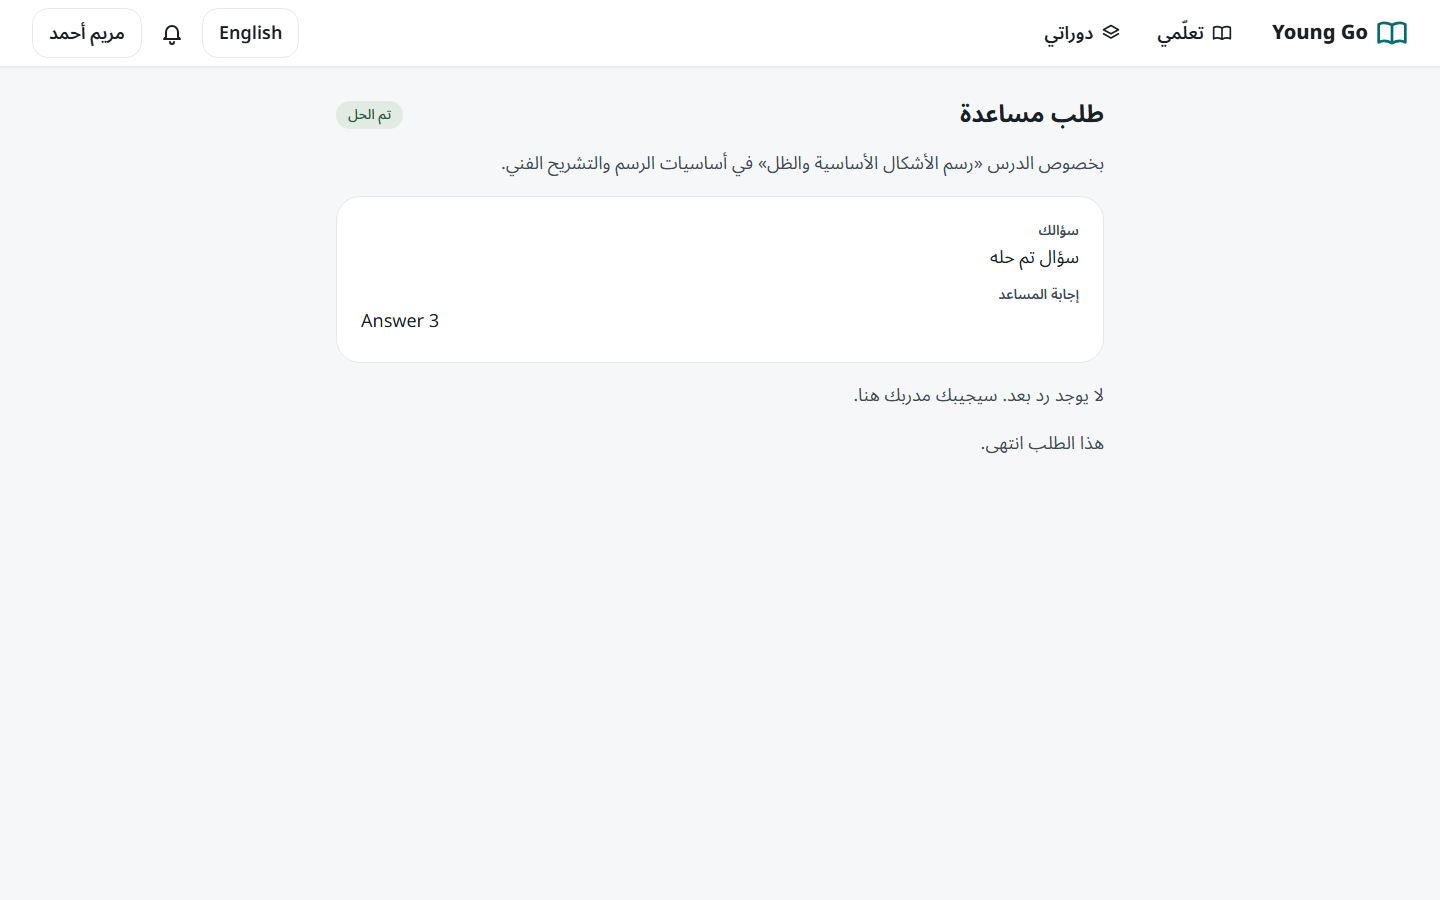 Young Go
تعلّمي
دوراتي
English
مريم أحمد
طلب مساعدة
تم الحل
بخصوص الدرس «رسم الأشكال الأساسية والظل» في أساسيات الرسم والتشريح الفني.
سؤالك
سؤال تم حله
إجابة المساعد
Answer 3
لا يوجد رد بعد. سيجيبك مدربك هنا.
هذا الطلب انتهى.